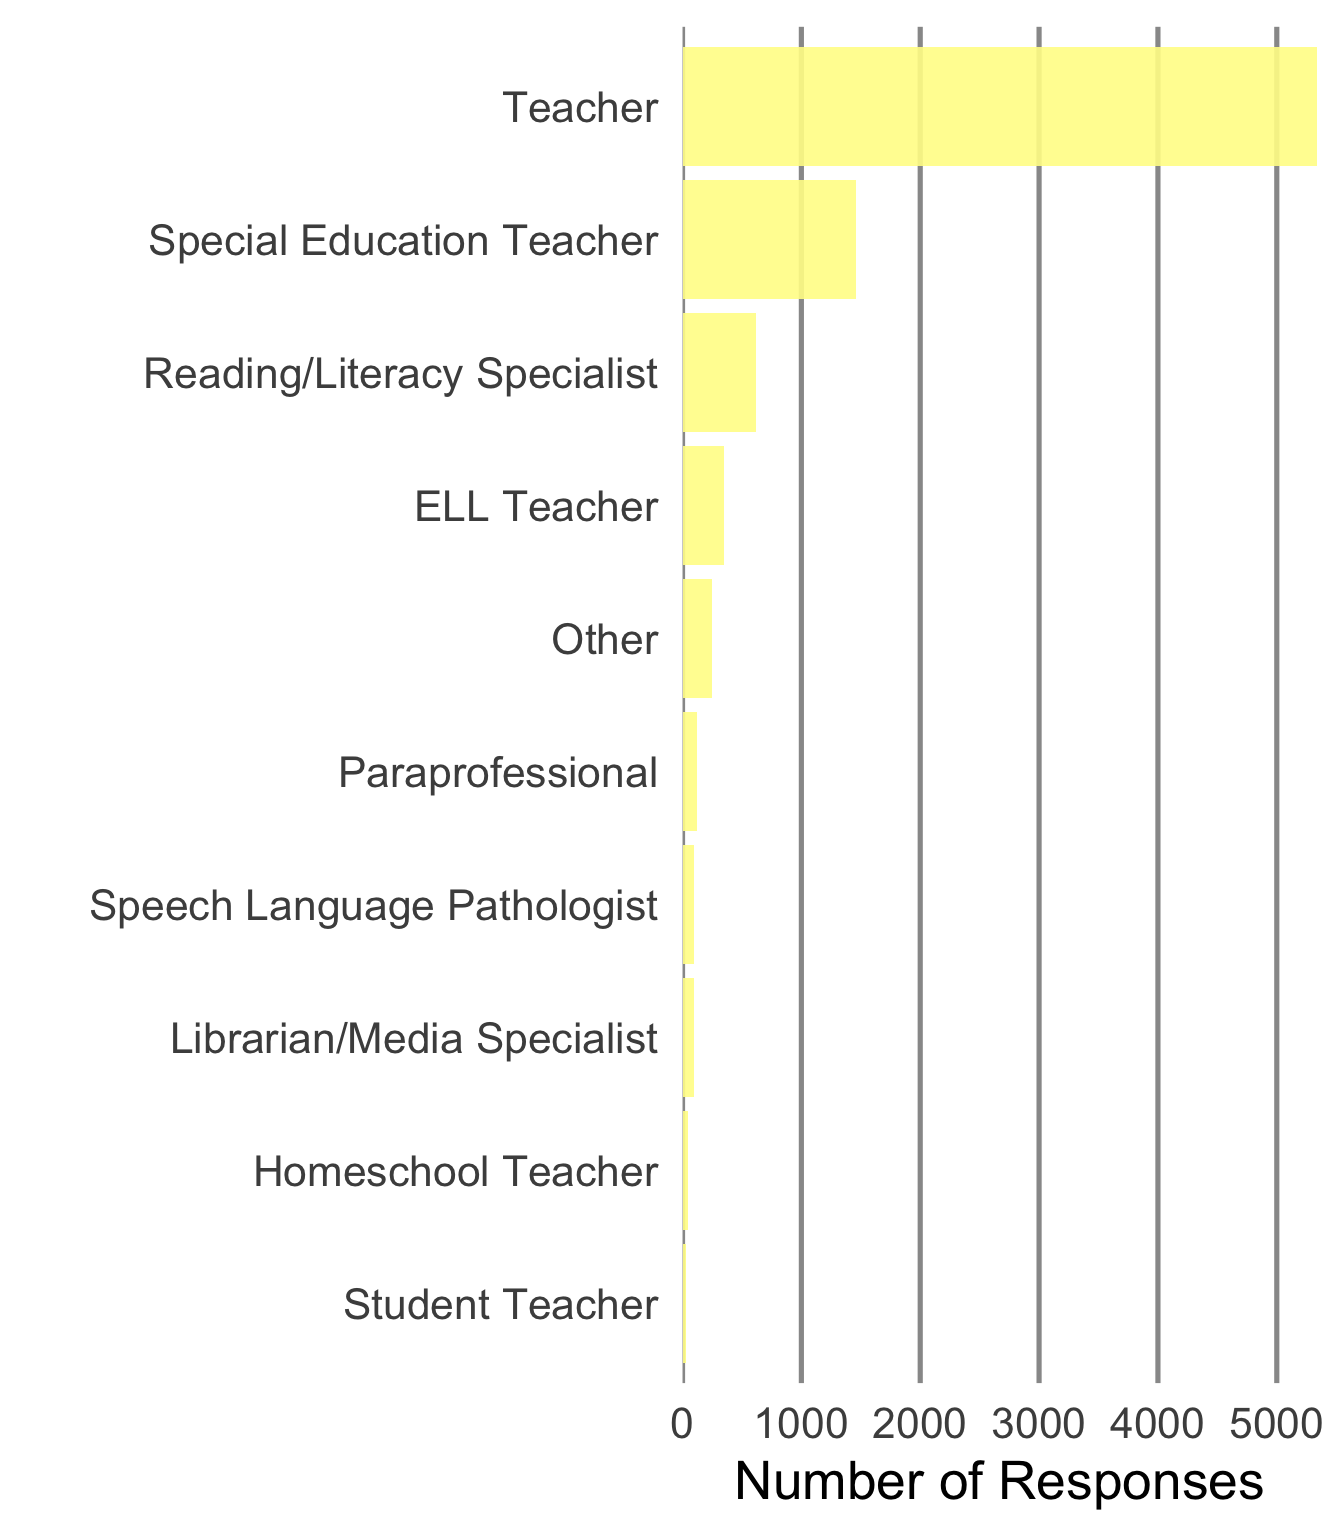 Teacher
Special Education Teacher
Reading/Literacy Specialist
ELL Teacher
Other
Paraprofessional
Speech Language Pathologist
Librarian/Media Specialist
Homeschool Teacher
Student Teacher
0 1000 2000 3000 4000 5000
Number of Responses